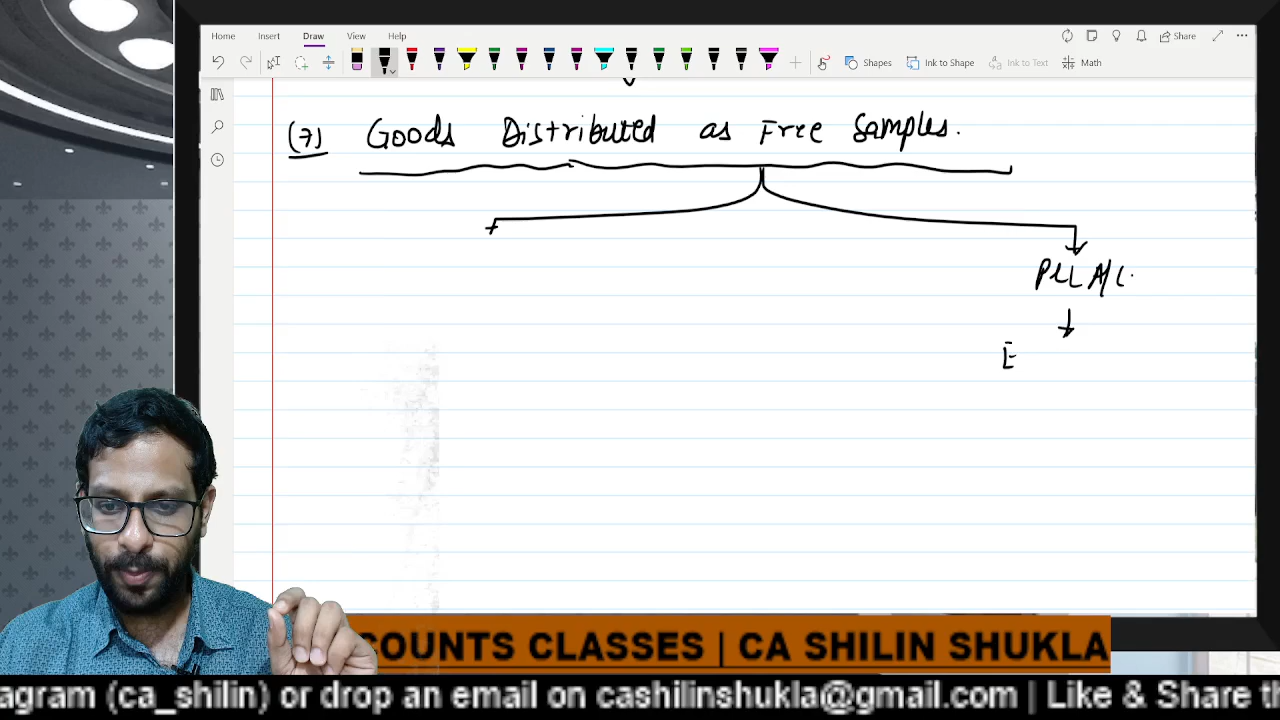 Home Insert Draw View Help
Share
Shapes Ink to Shape Ink to Text Math
(7) Goods Distributed as Free Samples.
P&L A/c.
E
COUNTS CLASSES | CA SHILIN SHUKLA
agram (ca_shilin) or drop an email on cashilinshukla@gmail.com | Like & Share th